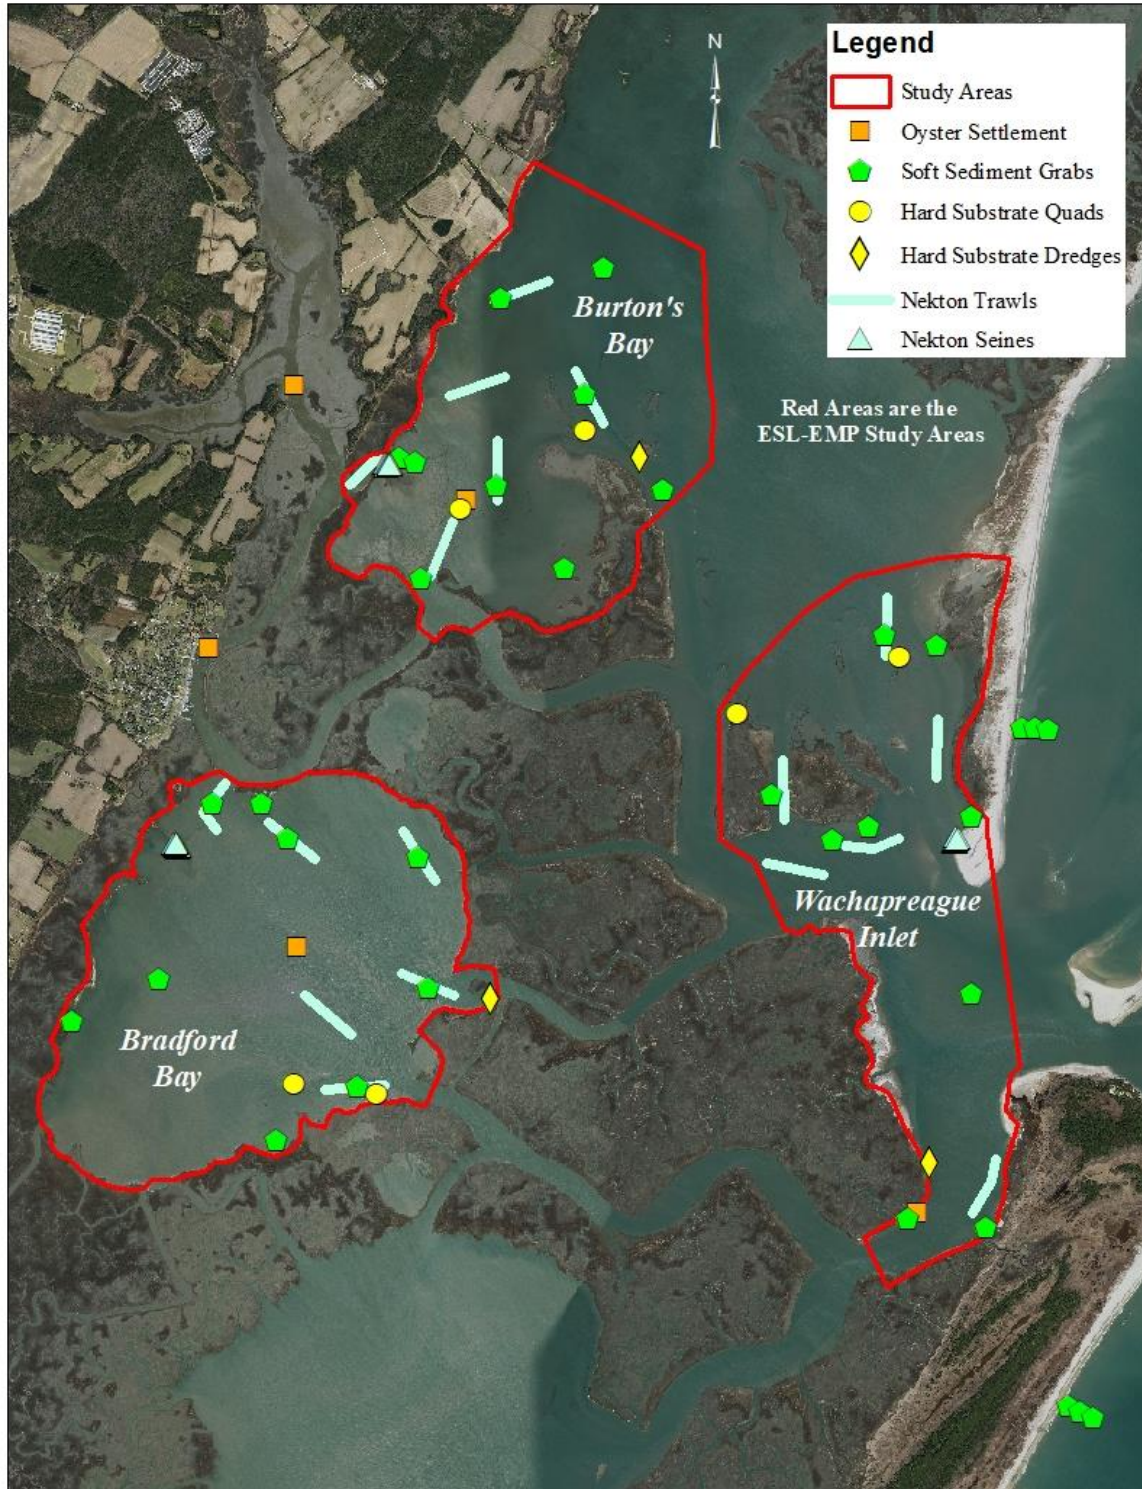 N
Legend
Study Areas
Oyster Settlement
Soft Sediment Grabs
Hard Substrate Quads
Hard Substrate Dredges
Nekton Trawls
Nekton Seines
Burton's
Bay
Red Areas are the
ESL-EMP Study Areas
Wachapreague
Inlet
Bradford
Bay